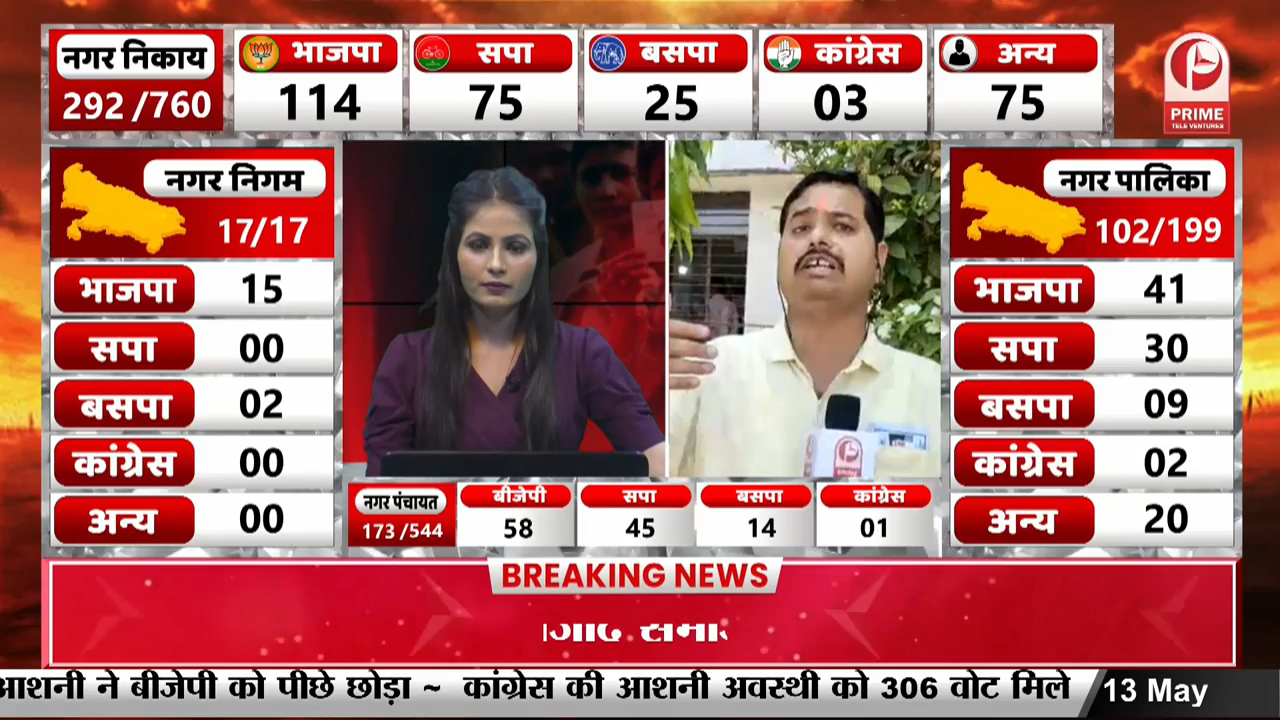 नगर निकाय
292 /760
भाजपा
114
सपा
75
बसपा
25
कांग्रेस
03
अन्य
75
PRIME
TELE VENTURES
नगर निगम
17/17
भाजपा 15
सपा 00
बसपा 02
कांग्रेस 00
अन्य 00
नगर पालिका
102/199
भाजपा 41
सपा 30
बसपा 09
कांग्रेस 02
अन्य 20
नगर पंचायत
173 /544
बीजेपी
58
सपा
45
बसपा
14
कांग्रेस
01
BREAKING NEWS
आशनी ने बीजेपी को पीछे छोड़ा ~ कांग्रेस की आशनी अवस्थी को 306 वोट मिले
13 May